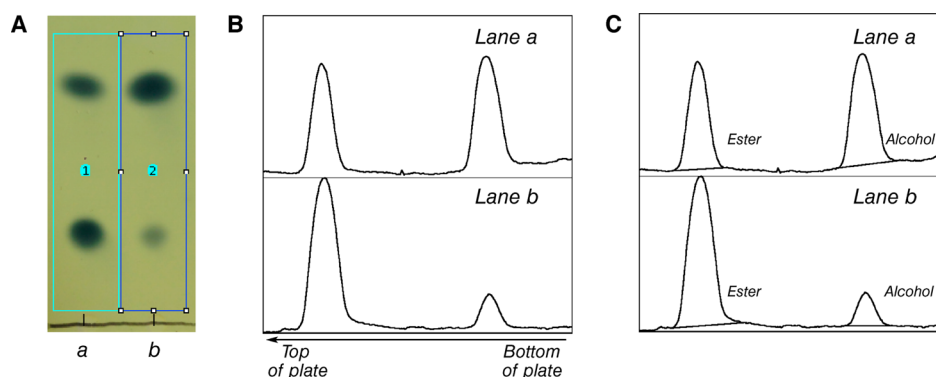 A
1
2
a
b
B
Lane a
Lane b
Top
of plate
Bottom
of plate
C
Lane a
Ester
Alcohol
Lane b
Ester
Alcohol